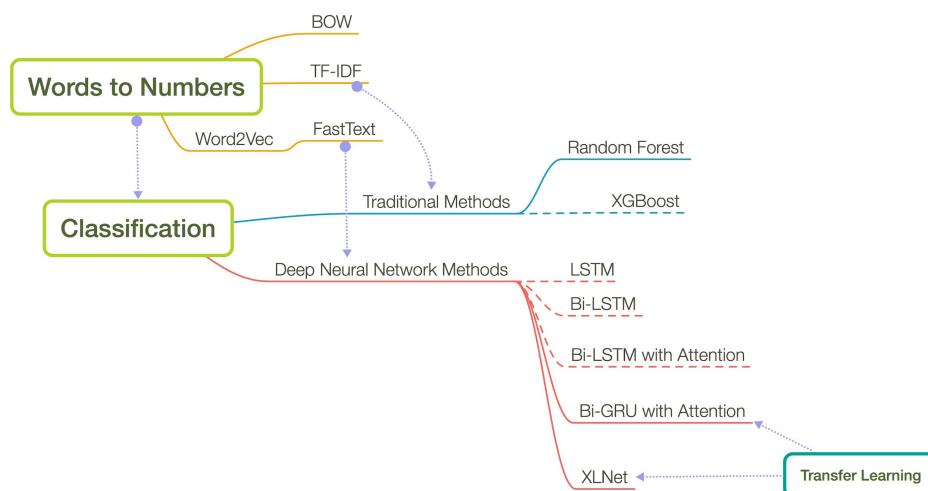 BOW
TF-IDF
Words to Numbers
Word2Vec
FastText
Random Forest
Traditional Methods
XGBoost
Classification
Deep Neural Network Methods
LSTM
Bi-LSTM
Bi-LSTM with Attention
Bi-GRU with Attention
XLNet
Transfer Learning